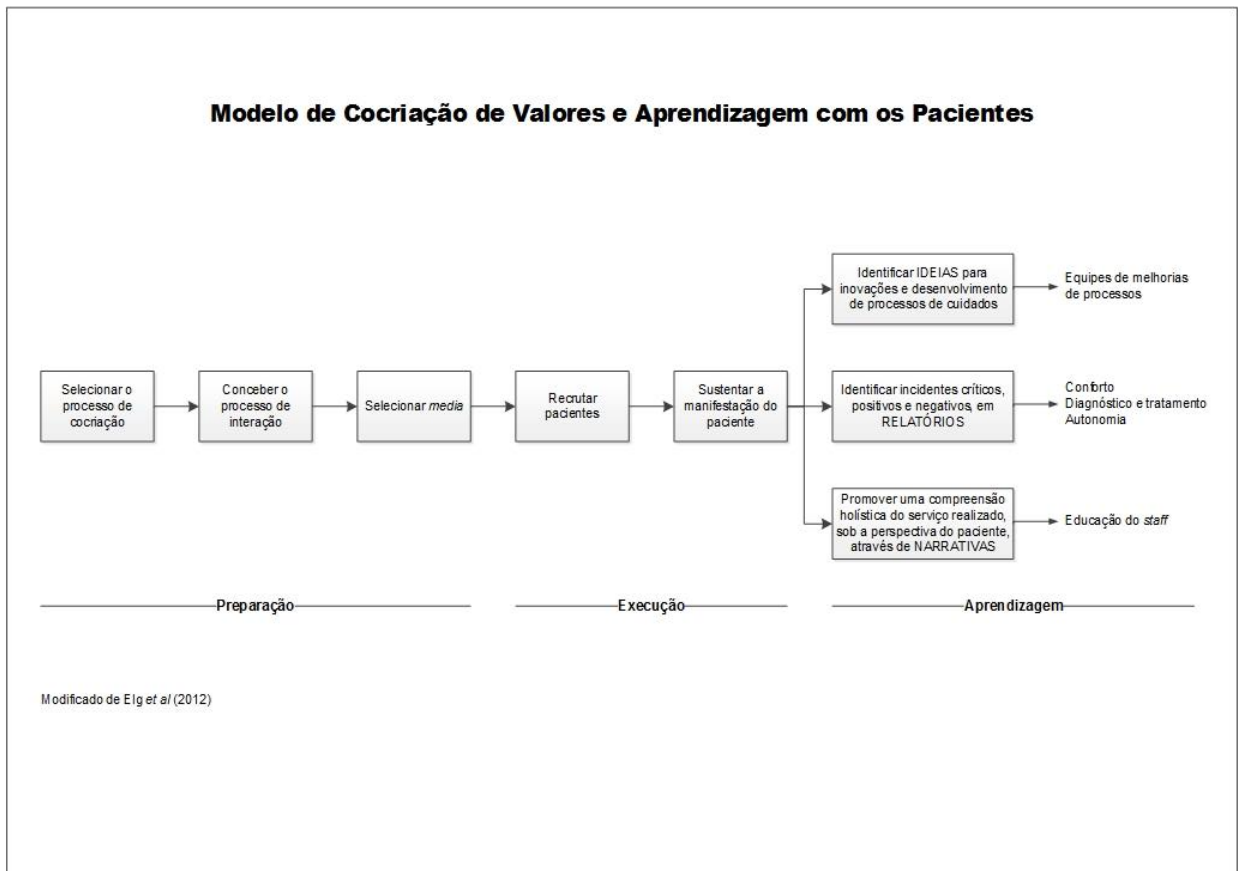 Modelo de Cocriação de Valores e Aprendizagem com os Pacientes
Selecionar o
processo de
cocriação
Conceber o
processo de
interação
Selecionar media
Recrutar
pacientes
Sustentar a
manifestação do
paciente
Identificar IDEIAS para
inovações e desenvolvimento
de processos de cuidados
Equipes de melhorias
de processos
Identificar incidentes críticos,
positivos e negativos, em
RELATÓRIOS
Conforto
Diagnóstico e tratamento
Autonomia
Promover uma compreensão
holística do serviço realizado,
sob a perspectiva do paciente,
através de NARRATIVAS
Educação do staff
Preparação
Execução
Aprendizagem
Modificado de Elg et al (2012)